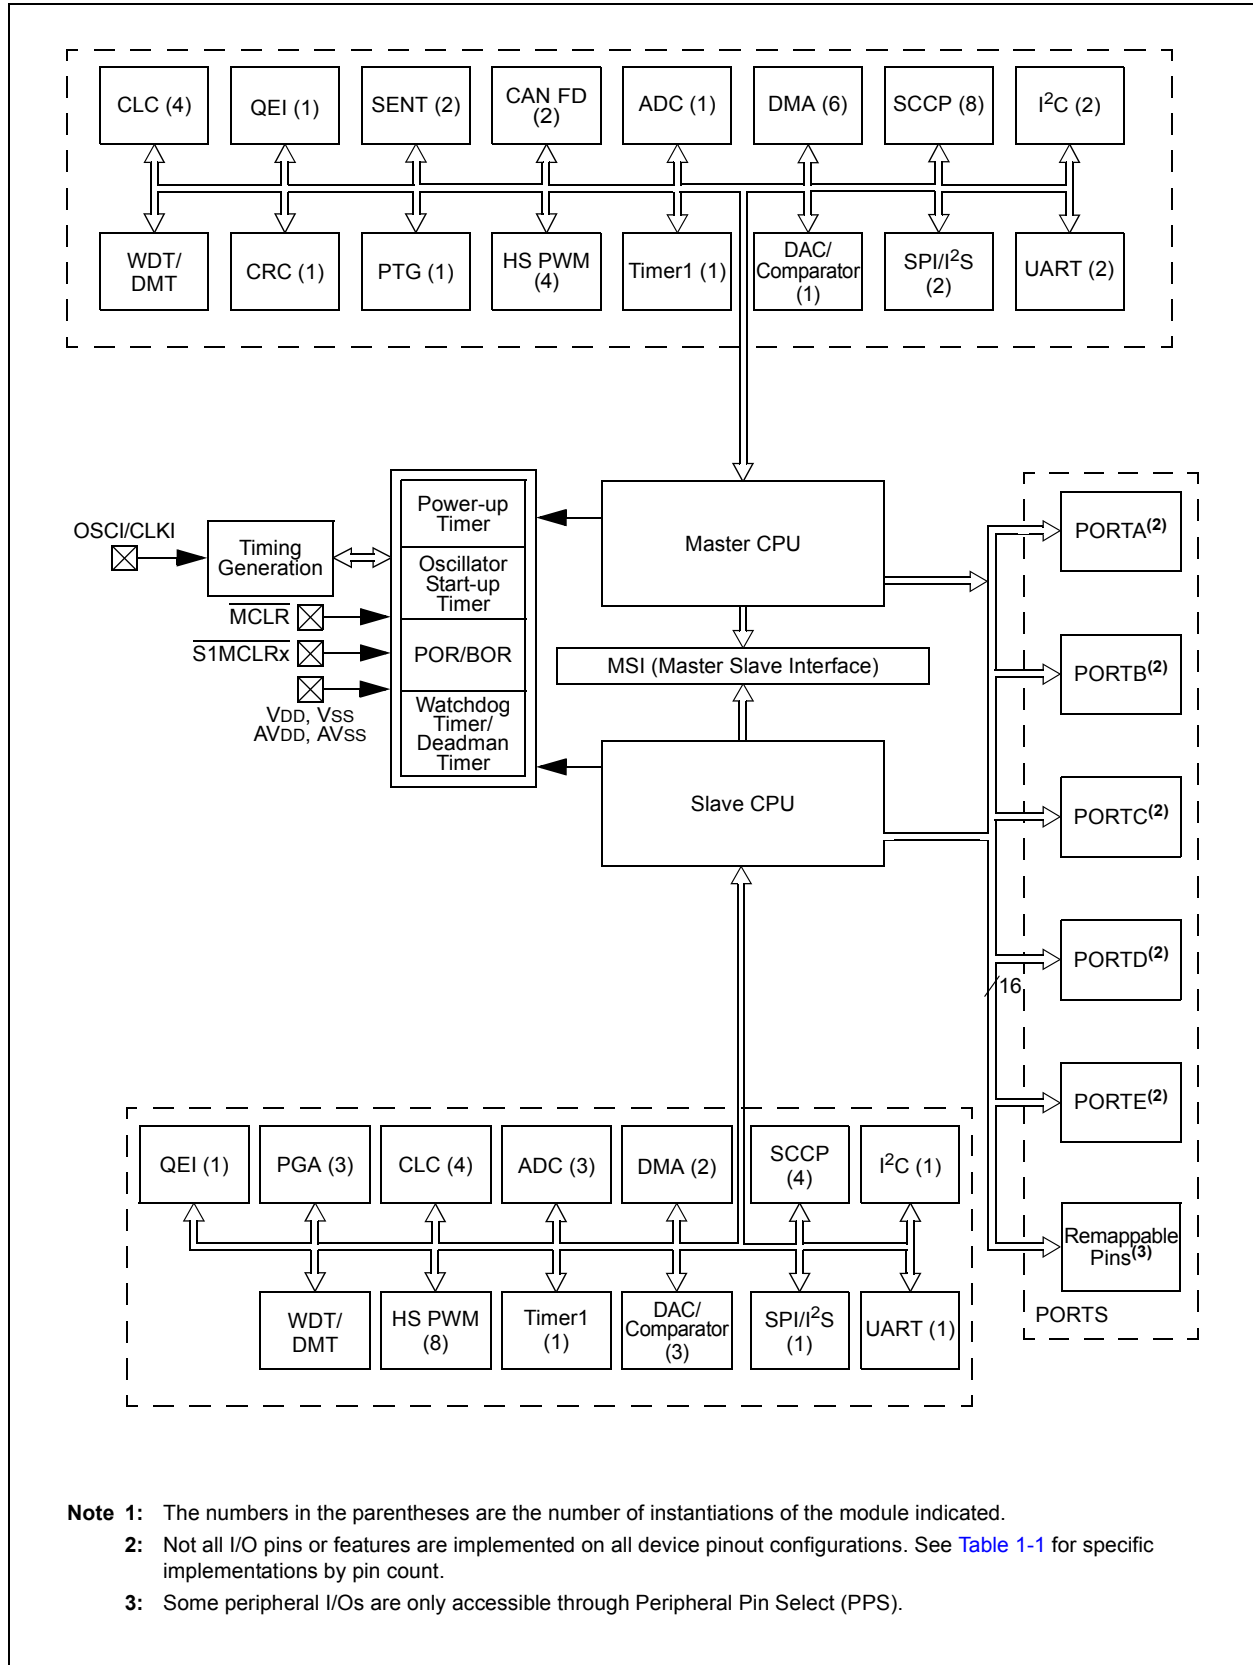 CLC (4)
QEI (1)
SENT (2)
CAN FD
(2)
ADC (1)
DMA (6)
SCCP (8)
I²C (2)
WDT/
DMT
CRC (1)
PTG (1)
HS PWM
(4)
Timer1 (1)
DAC/
Comparator
(1)
SPI/I²S
(2)
UART (2)
OSCI/CLKI
Timing
Generation
MCLR
S1MCLRx
VDD, VSS
AVDD, AVSS
Power-up
Timer
Oscillator
Start-up
Timer
POR/BOR
Watchdog
Timer/
Deadman
Timer
Master CPU
MSI (Master Slave Interface)
Slave CPU
PORTA(2)
PORTB(2)
PORTC(2)
PORTD(2)
16
PORTE(2)
Remappable
Pins(3)
PORTS
QEI (1)
PGA (3)
CLC (4)
ADC (3)
DMA (2)
SCCP
(4)
I²C (1)
WDT/
DMT
HS PWM
(8)
Timer1
(1)
DAC/
Comparator
(3)
SPI/I²S
(1)
UART (1)
Note 1: The numbers in the parentheses are the number of instantiations of the module indicated.
2: Not all I/O pins or features are implemented on all device pinout configurations. See Table 1-1 for specific
implementations by pin count.
3: Some peripheral I/Os are only accessible through Peripheral Pin Select (PPS).